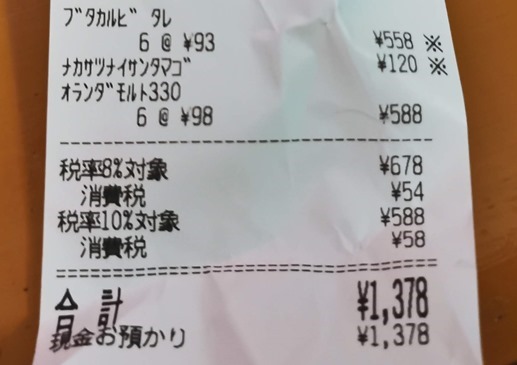 ﾌﾞﾀｶﾙﾋﾞ ﾀﾚ
6 @ ¥93 ¥558 ※
ﾅｶｻﾂﾅｲｻﾝﾀﾏｺﾞ ¥120 ※
ｵﾗﾝﾀﾞﾓﾙﾄ330
6 @ ¥98 ¥588
税率8%対象 ¥678
消費税 ¥54
税率10%対象 ¥588
消費税 ¥58
合計 ¥1,378
現金お預かり ¥1,378